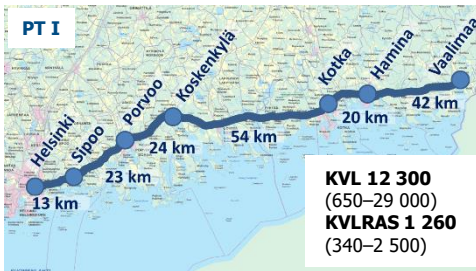 PT I
Helsinki
Sipoo
Porvoo
Koskenkylä
Kotka
Hamina
Vaalimaa
13 km
23 km
24 km
54 km
20 km
42 km
KVL 12 300
(650–29 000)
KVLRAS 1 260
(340–2 500)